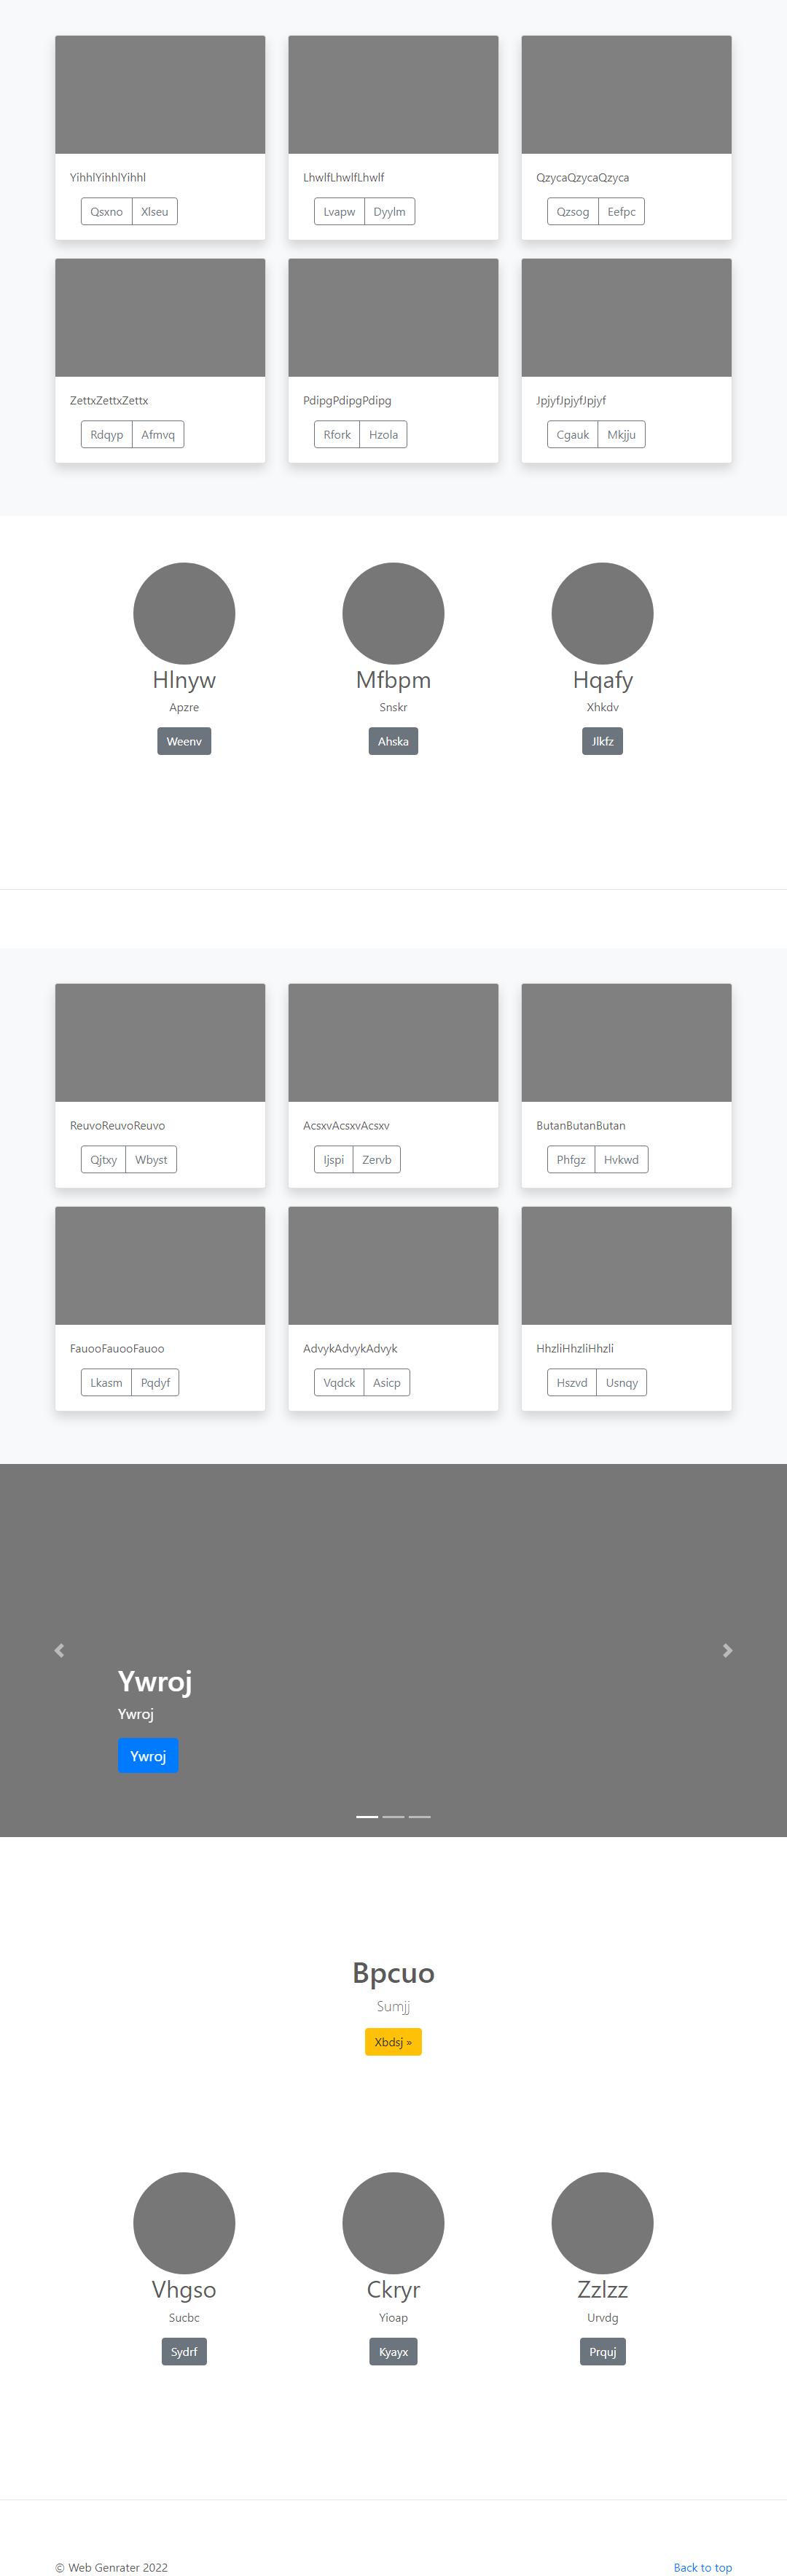 YihhlYihhlYihhl
Qsxno Xlseu
LhwlfLhwlfLhwlf
Lvapw Dyylm
QzycaQzycaQzyca
Qzsog Eefpc
ZettxZettxZettx
Rdqyp Afmvq
PdipgPdipgPdipg
Rfork Hzola
JpjyfJpjyfJpjyf
Cgauk Mkjju
Hlnyw
Apzre
Weenv
Mfbpm
Snskr
Ahska
Hqafy
Xhkdv
Jlkfz
ReuvoReuvoReuvo
Qjtxy Wbyst
AcsxvAcsxvAcsxv
Ijspi Zervb
ButanButanButan
Phfgz Hvkwd
FauooFauooFauoo
Lkasm Pqdyf
AdvykAdvykAdvyk
Vqdck Asicp
HhzliHhzliHhzli
Hszvd Usnqy
Ywroj
Ywroj
Ywroj
Bpcuo
Sumjj
Xbdsj »
Vhgso
Sucbc
Sydrf
Ckryr
Yioap
Kyayx
Zzlzz
Urvdg
Prquj
© Web Genrater 2022
Back to top